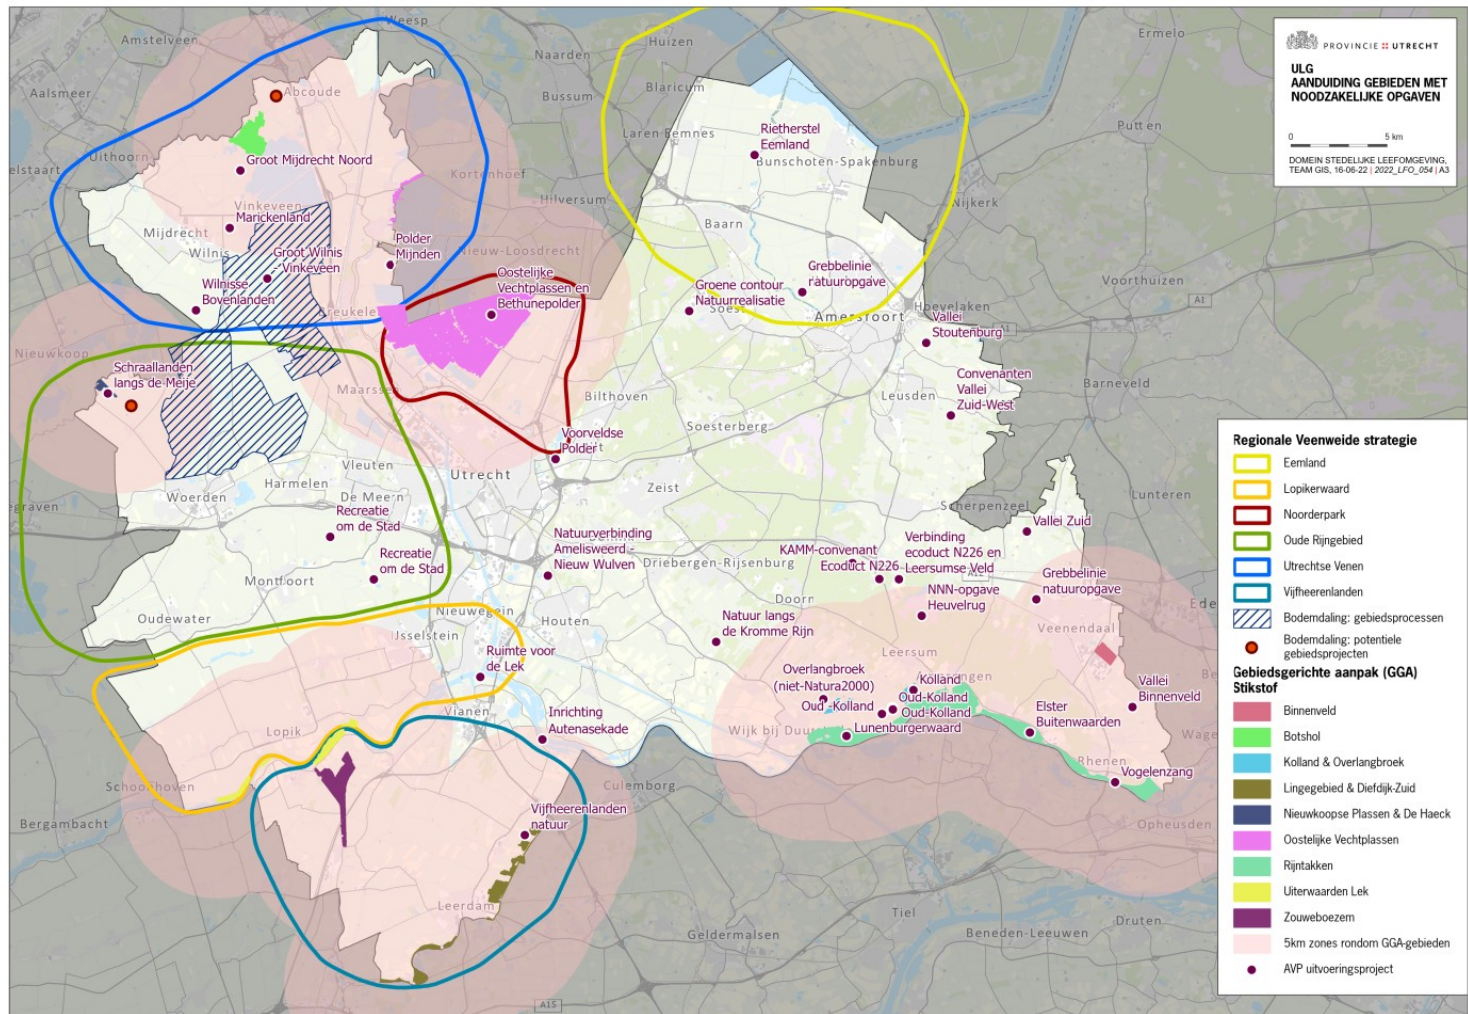 PROVINCIE UTRECHT
ULG
AANDUIDING GEBIEDEN MET
NOODZAKELIJKE OPGAVEN
0 5 km
DOMEIN STEDELIJKE LEEFOMGEVING,
TEAM GIS, 16-06-22 | 2022_LFO_054 | A3
Weesp
Amstelveen
Huizen
Ermelo
Naarden
Aalsmeer
Abcoude
Bussum
Blaricum
Putten
Laren
Eemnes
Rietherstel
Eemland
Bunschoten-Spakenburg
Uithoorn
Groot Mijdrecht Noord
Kortenhoef
Hilversum
Nijkerk
Vinkeveen
Marickenland
Mijdrecht
Wilnis
Baarn
Groot Wilnis
- Vinkeveen
Polder
Mijnden
Nieuw-Loosdrecht
Oostelijke
Vechtplassen en
Bethunepolder
Grebbelinie
Voorthuizen
Wilnisse
Bovenlanden
Groene contour
Natuurrealisatie
Soest
A1
Hoevelaken
Amersfoort
Vallei
Stoutenburg
Nieuwkoop
Schraallanden
langs de Meije
Maarssen
Bilthoven
Leusden
Convenanten
Vallei
Zuid-West
Barneveld
Soesterberg
Voorveldse
Polder
Vleuten
Utrecht
Harmelen
Woerden
De Meern
Zeist
Scherpenzeel
Lunteren
Recreatie
om de Stad
Vallei Zuid
Natuurverbinding
Amelisweerd -
Nieuw Wulven
KAMM-convenant
Ecoduct N226
Verbinding
ecoduct N226 en
Leersumse Veld
Recreatie
om de Stad
Driebergen-Rijsenburg
A12
Montfoort
Grebbelinie
natuuropgave
NNN-opgave
Heuvelrug
Doorn
Oudewater
Nieuwegein
Houten
IJsselstein
Natuur langs
de Kromme Rijn
Veenendaal
Leersum
Ruimte voor
de Lek
Overlangbroek
(niet-Natura2000)
Kolland
Oud-Kolland
Oud-Kolland
Vallei
Binnenveld
Vianen
Inrichting
Autenasekade
Lunenburgerwaard
Elster
Buitenwaarden
Lopik
Rhenen
Vogelenzang
Culemborg
Bergambacht
Vijfheerenlanden
natuur
Opheusden
Leerdam
Tiel
Druten
Geldermalsen
Beneden-Leeuwen
A15
Regionale Veenweide strategie
Eemland
Lopikerwaard
Noorderpark
Oude Rijngebied
Utrechtse Venen
Vijfheerenlanden
Bodemdaling: gebiedsprocessen
Bodemdaling: potentiele
gebiedsprojecten
Gebiedsgerichte aanpak (GGA)
Stikstof
Binnenveld
Botshol
Kolland & Overlangbroek
Lingegebied & Diefdijk-Zuid
Nieuwkoopse Plassen & De Haeck
Oostelijke Vechtplassen
Rijntakken
Uiterwaarden Lek
Zouweboezem
5km zones rondom GGA-gebieden
AVP uitvoeringsproject